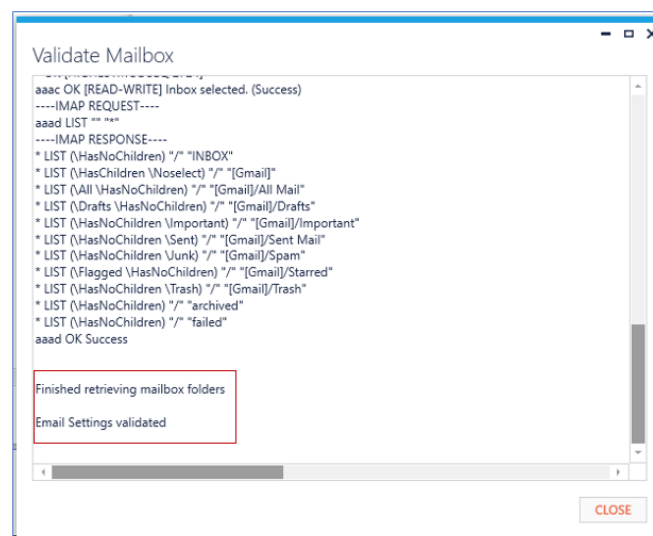 Validate Mailbox
aaac OK [READ-WRITE] Inbox selected. (Success)
----IMAP REQUEST----
aaad LIST "" "*"
----IMAP RESPONSE----
* LIST (\HasNoChildren) "/" "INBOX"
* LIST (\HasChildren \Noselect) "/" "[Gmail]"
* LIST (\All \HasNoChildren) "/" "[Gmail]/All Mail"
* LIST (\Drafts \HasNoChildren) "/" "[Gmail]/Drafts"
* LIST (\HasNoChildren \Important) "/" "[Gmail]/Important"
* LIST (\HasNoChildren \Sent) "/" "[Gmail]/Sent Mail"
* LIST (\HasNoChildren \Junk) "/" "[Gmail]/Spam"
* LIST (\Flagged \HasNoChildren) "/" "[Gmail]/Starred"
* LIST (\HasNoChildren \Trash) "/" "[Gmail]/Trash"
* LIST (\HasNoChildren) "/" "archived"
* LIST (\HasNoChildren) "/" "failed"
aaad OK Success
Finished retrieving mailbox folders
Email Settings validated
CLOSE